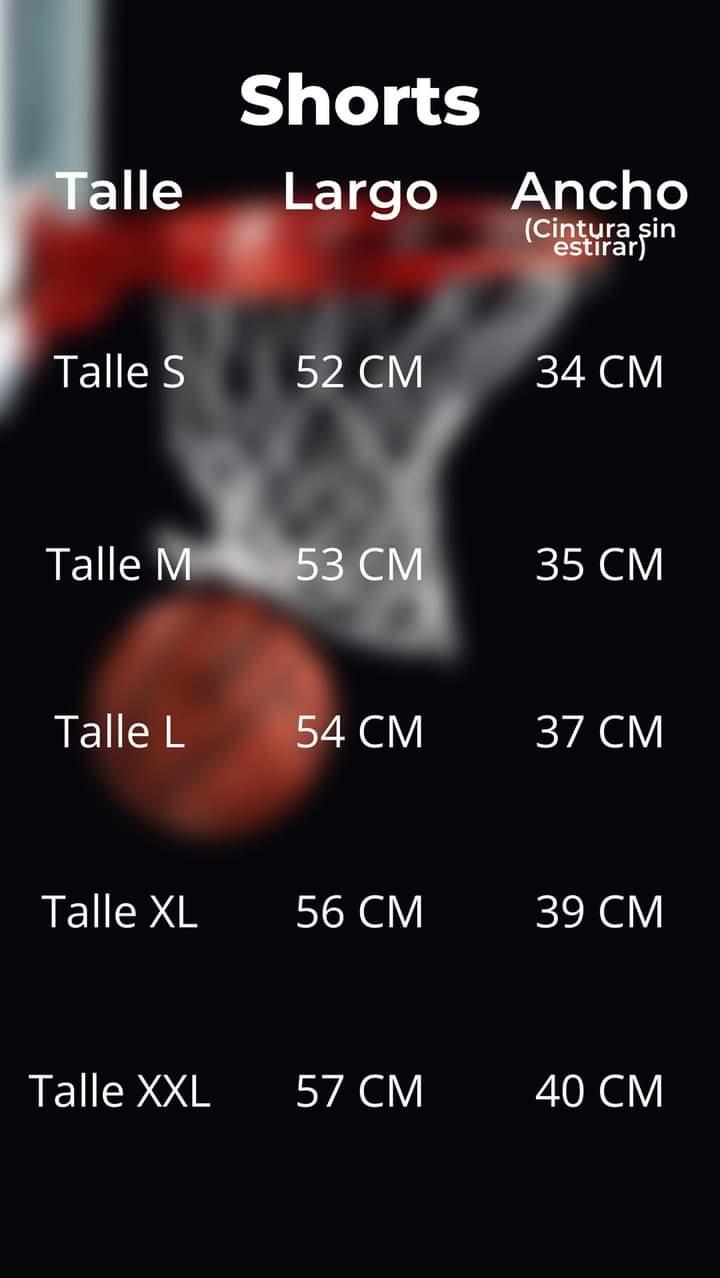 Shorts
Talle Largo Ancho
(Cintura sin
estirar)
Talle S 52 CM 34 CM
Talle M 53 CM 35 CM
Talle L 54 CM 37 CM
Talle XL 56 CM 39 CM
Talle XXL 57 CM 40 CM